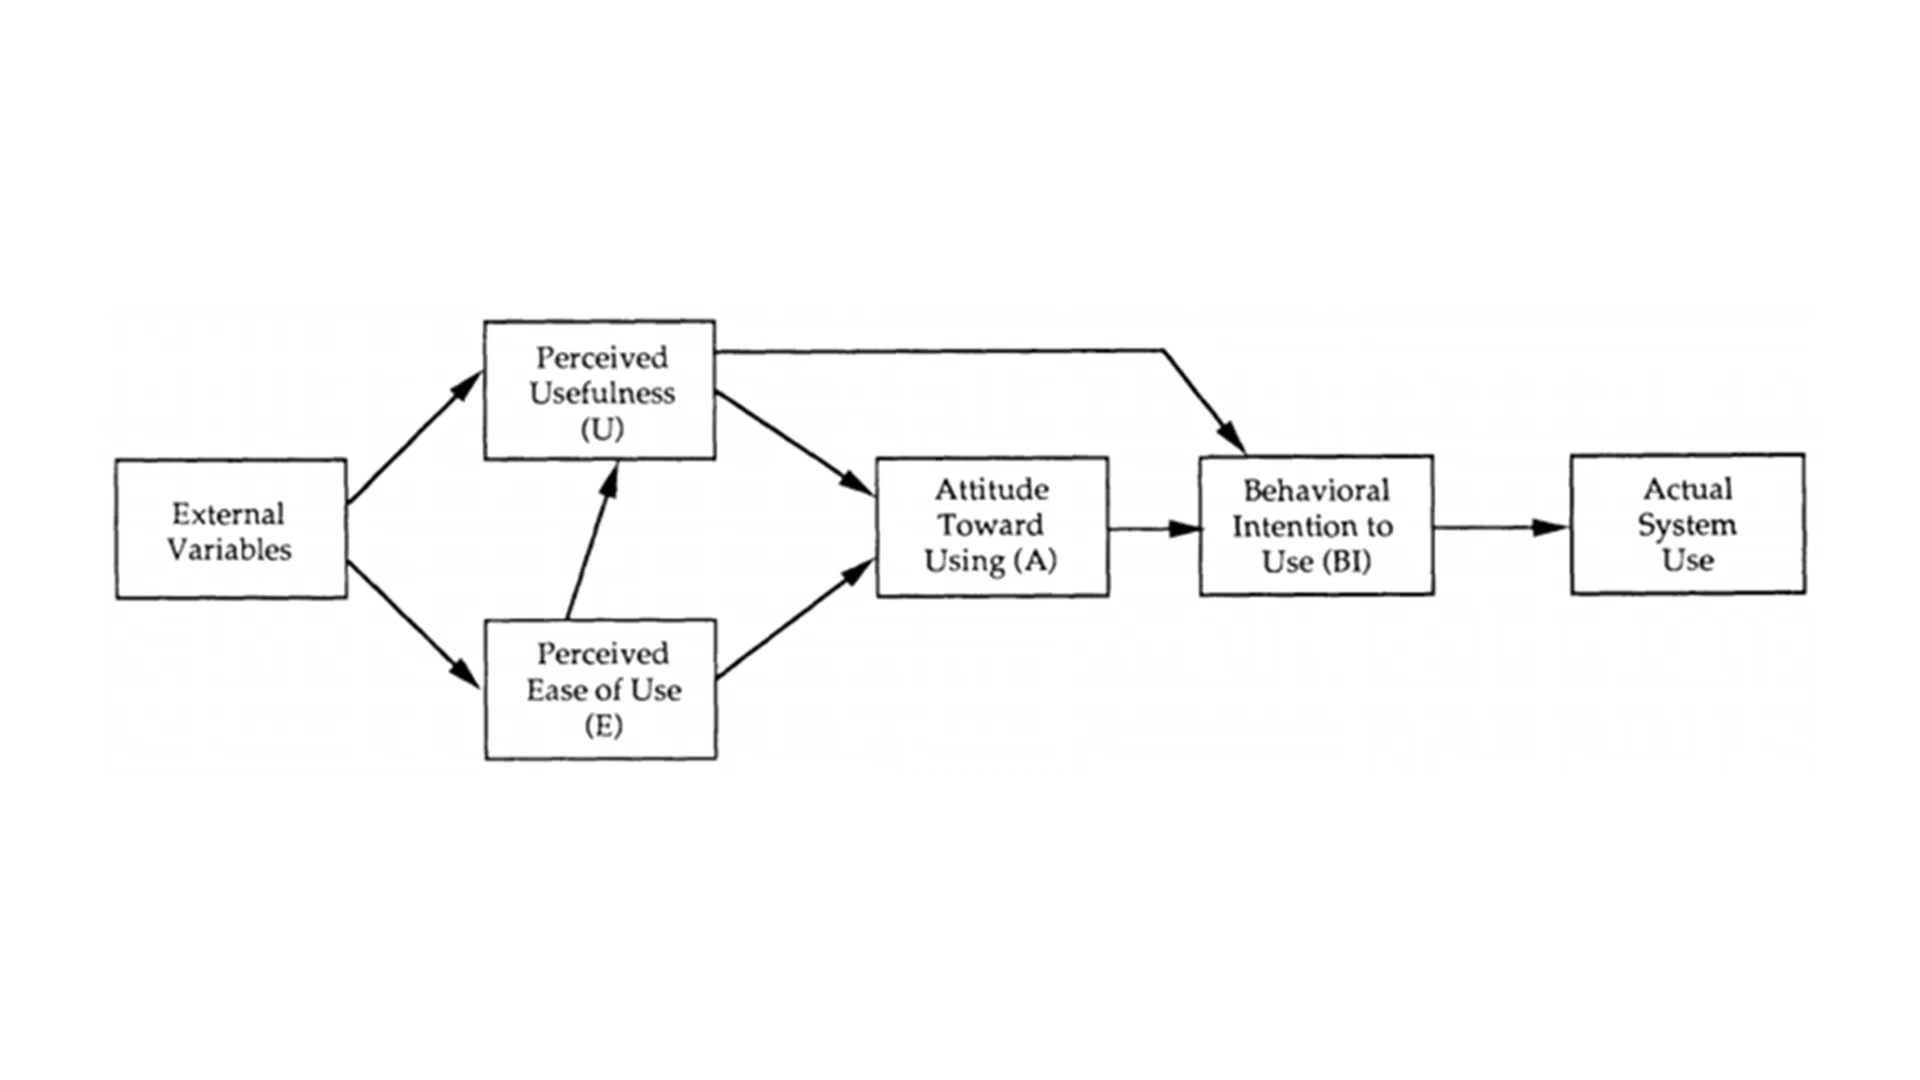 External
Variables
Perceived
Usefulness
(U)
Perceived
Ease of Use
(E)
Attitude
Toward
Using (A)
Behavioral
Intention to
Use (BI)
Actual
System
Use